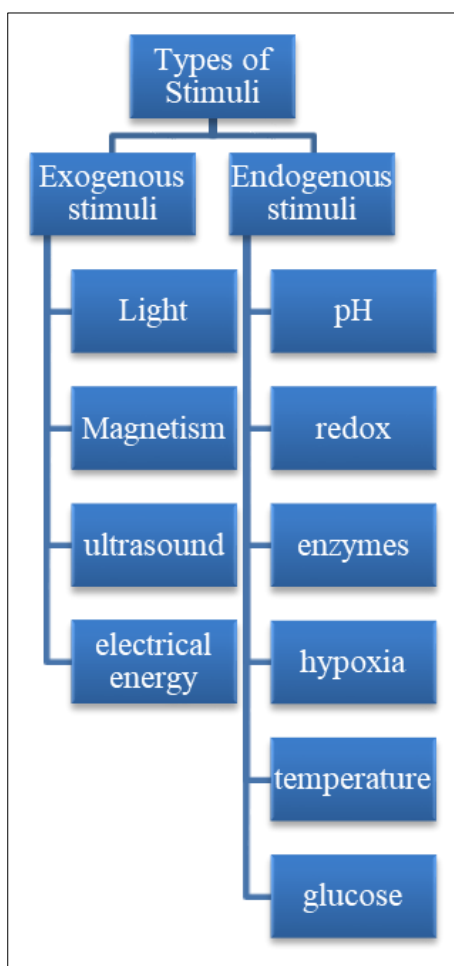 Types of
Stimuli
Exogenous
stimuli
Light
Magnetism
ultrasound
electrical
energy
Endogenous
stimuli
pH
redox
enzymes
hypoxia
temperature
glucose